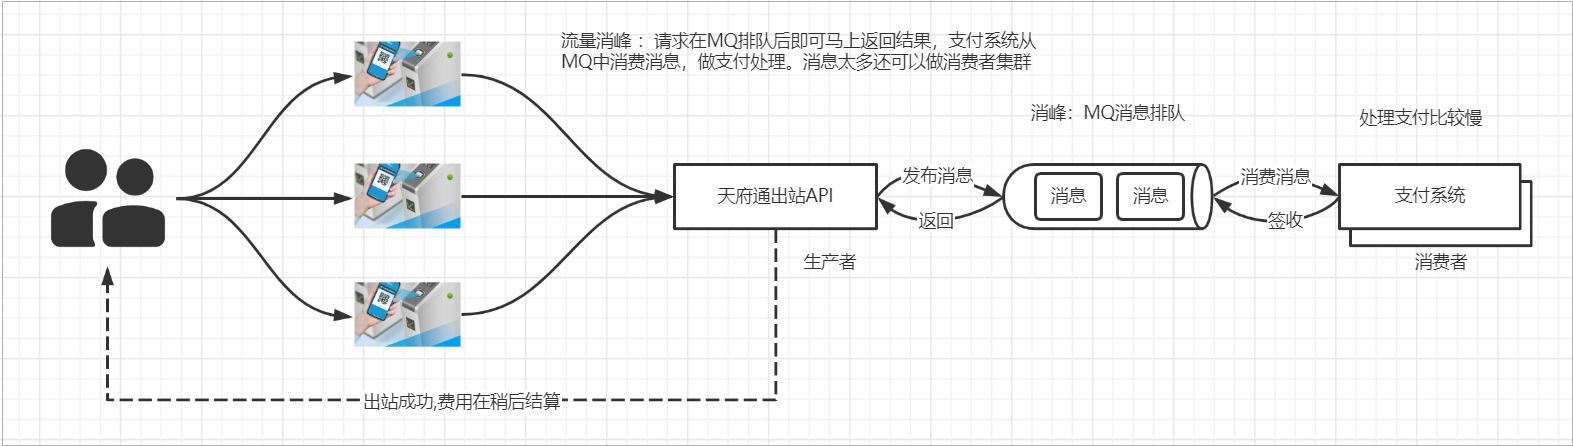 流量消峰 ：请求在MQ排队后即可马上返回结果，支付系统从
MQ中消费消息，做支付处理。消息太多还可以做消费者集群
消峰：MQ消息排队
处理支付比较慢
天府通出站API
发布消息
返回
消息
消息
消费消息
签收
支付系统
生产者
消费者
出站成功,费用在稍后结算